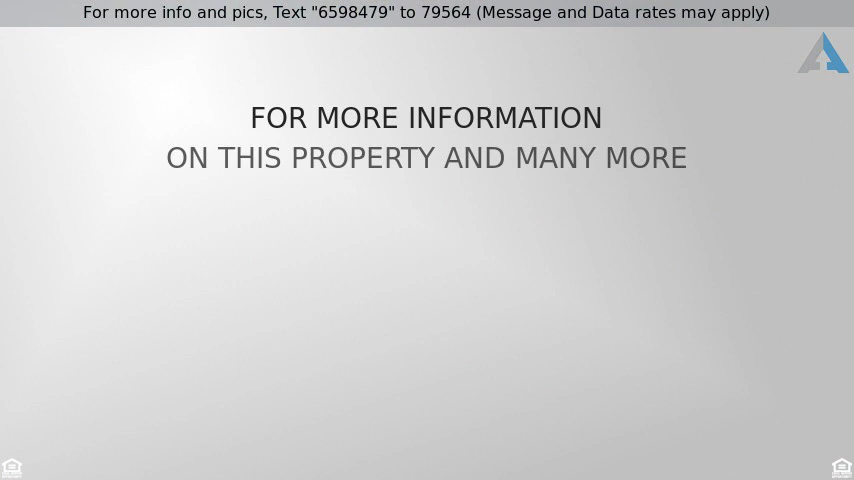 For more info and pics, Text "6598479" to 79564 (Message and Data rates may apply)
FOR MORE INFORMATION
ON THIS PROPERTY AND MANY MORE